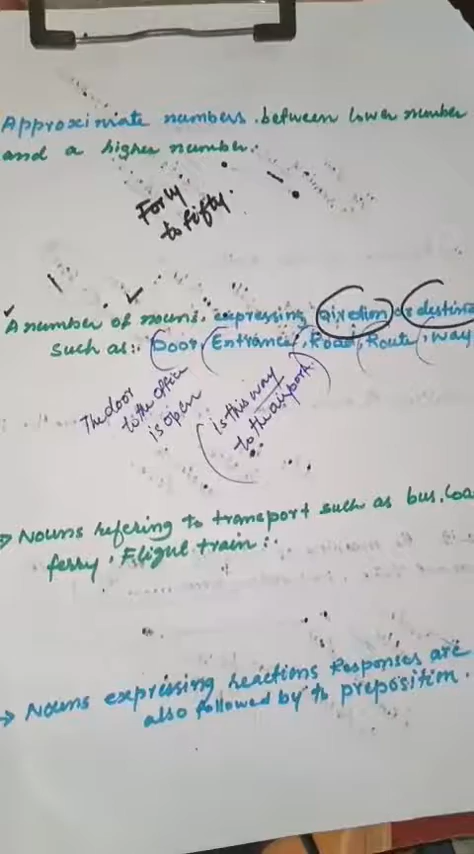 Approximate numbers. between lower number
and a higher number.
Forty
to fifty.
A number of nouns. expressing Direction or destina
such as: Door, Entrance, Road, Route, way
The door
to the office
is open
is this way
to the airport.
→ Nouns refering to transport such as bus, Coa
ferry, Fligut train:.
→ Nouns expressing reactions Responses are
also followed by to preposition.